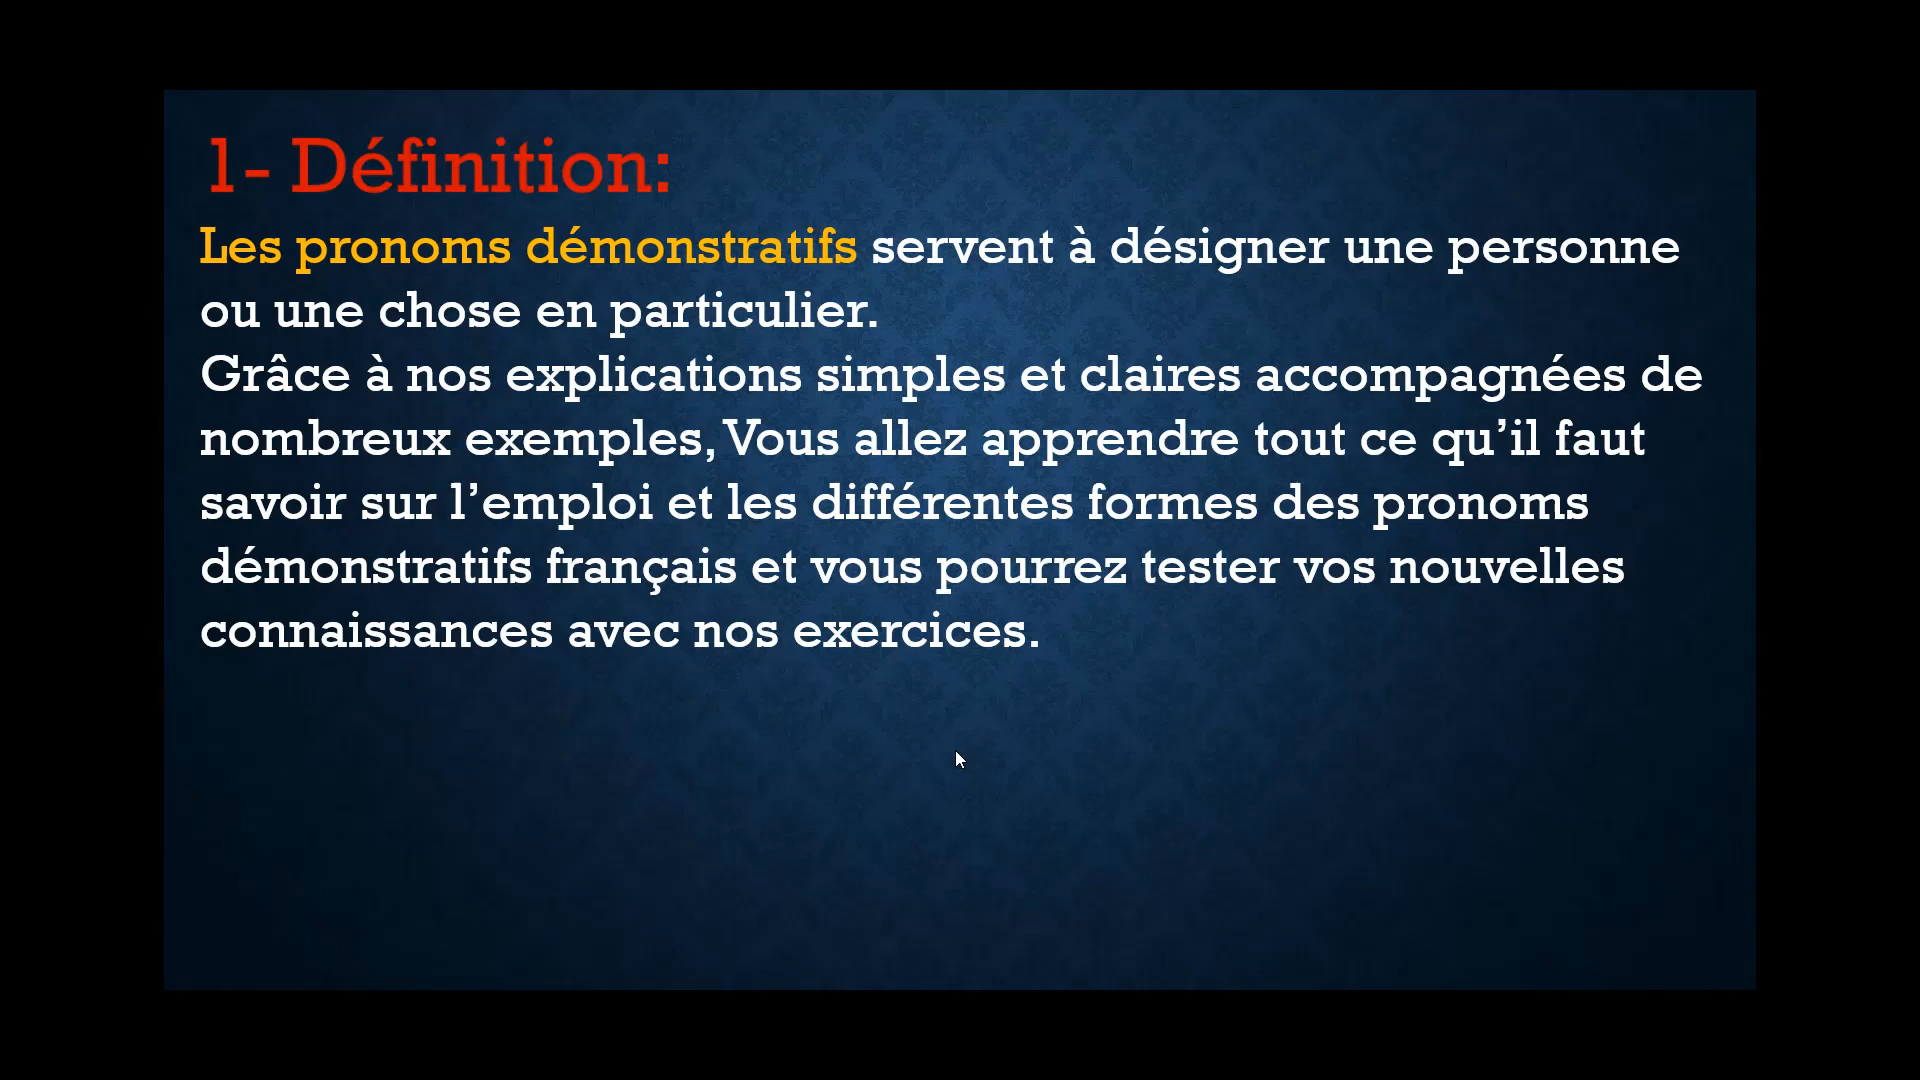 1- Définition:
Les pronoms démonstratifs servent à désigner une personne
ou une chose en particulier.
Grâce à nos explications simples et claires accompagnées de
nombreux exemples, Vous allez apprendre tout ce qu’il faut
savoir sur l’emploi et les différentes formes des pronoms
démonstratifs français et vous pourrez tester vos nouvelles
connaissances avec nos exercices.